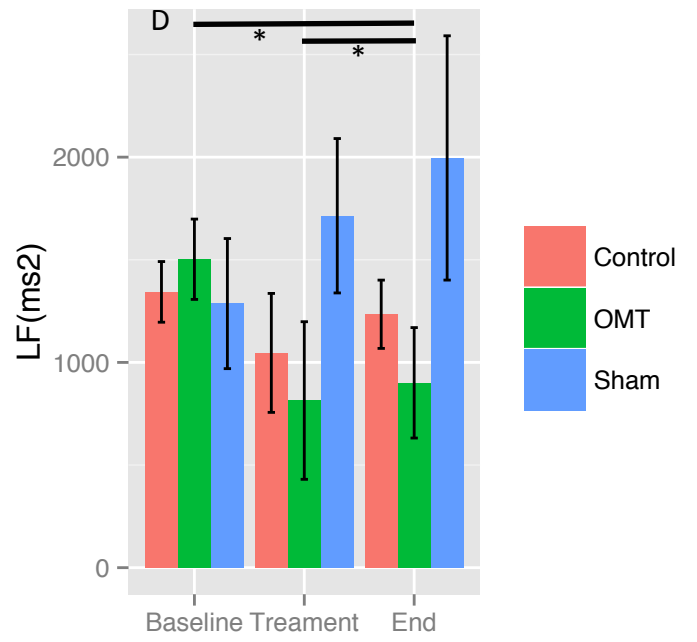 D
*
*
2000
1000
0
LF(ms2)
Baseline Treament End
Control
OMT
Sham